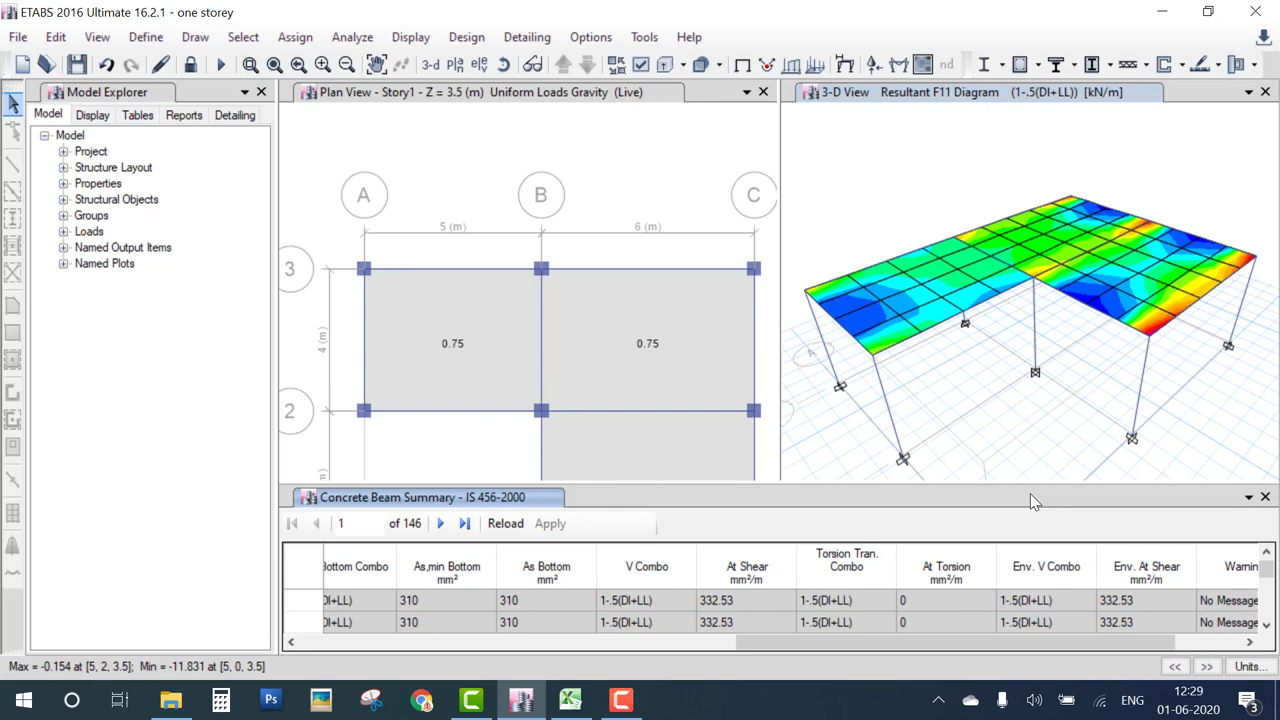 ETABS 2016 Ultimate 16.2.1 - one storey
File Edit View Define Draw Select Assign Analyze Display Design Detailing Options Tools Help
3-d Pla ele nd
Model Explorer
Model Display Tables Reports Detailing
Model
Project
Structure Layout
Properties
Structural Objects
Groups
Loads
Named Output Items
Named Plots
Plan View - Story1 - Z = 3.5 (m) Uniform Loads Gravity (Live)
A B C
5 (m) 6 (m)
3
4 (m)
0.75 0.75
2
(m)
3-D View Resultant F11 Diagram (1-.5(Dl+LL)) [kN/m]
A
Concrete Beam Summary - IS 456-2000
1 of 146 Reload Apply
Bottom Combo As,min Bottom mm² As Bottom mm² V Combo At Shear mm²/m Torsion Tran. Combo At Torsion mm²/m Env. V Combo Env. At Shear mm²/m Warnin
Dl+LL) 310 310 1-.5(Dl+LL) 332.53 1-.5(Dl+LL) 0 1-.5(Dl+LL) 332.53 No Message
Dl+LL) 310 310 1-.5(Dl+LL) 332.53 1-.5(Dl+LL) 0 1-.5(Dl+LL) 332.53 No Message
Max = -0.154 at [5, 2, 3.5]; Min = -11.831 at [5, 0, 3.5]
<< >> Units...
Ps C C
ENG
12:29
01-06-2020
3